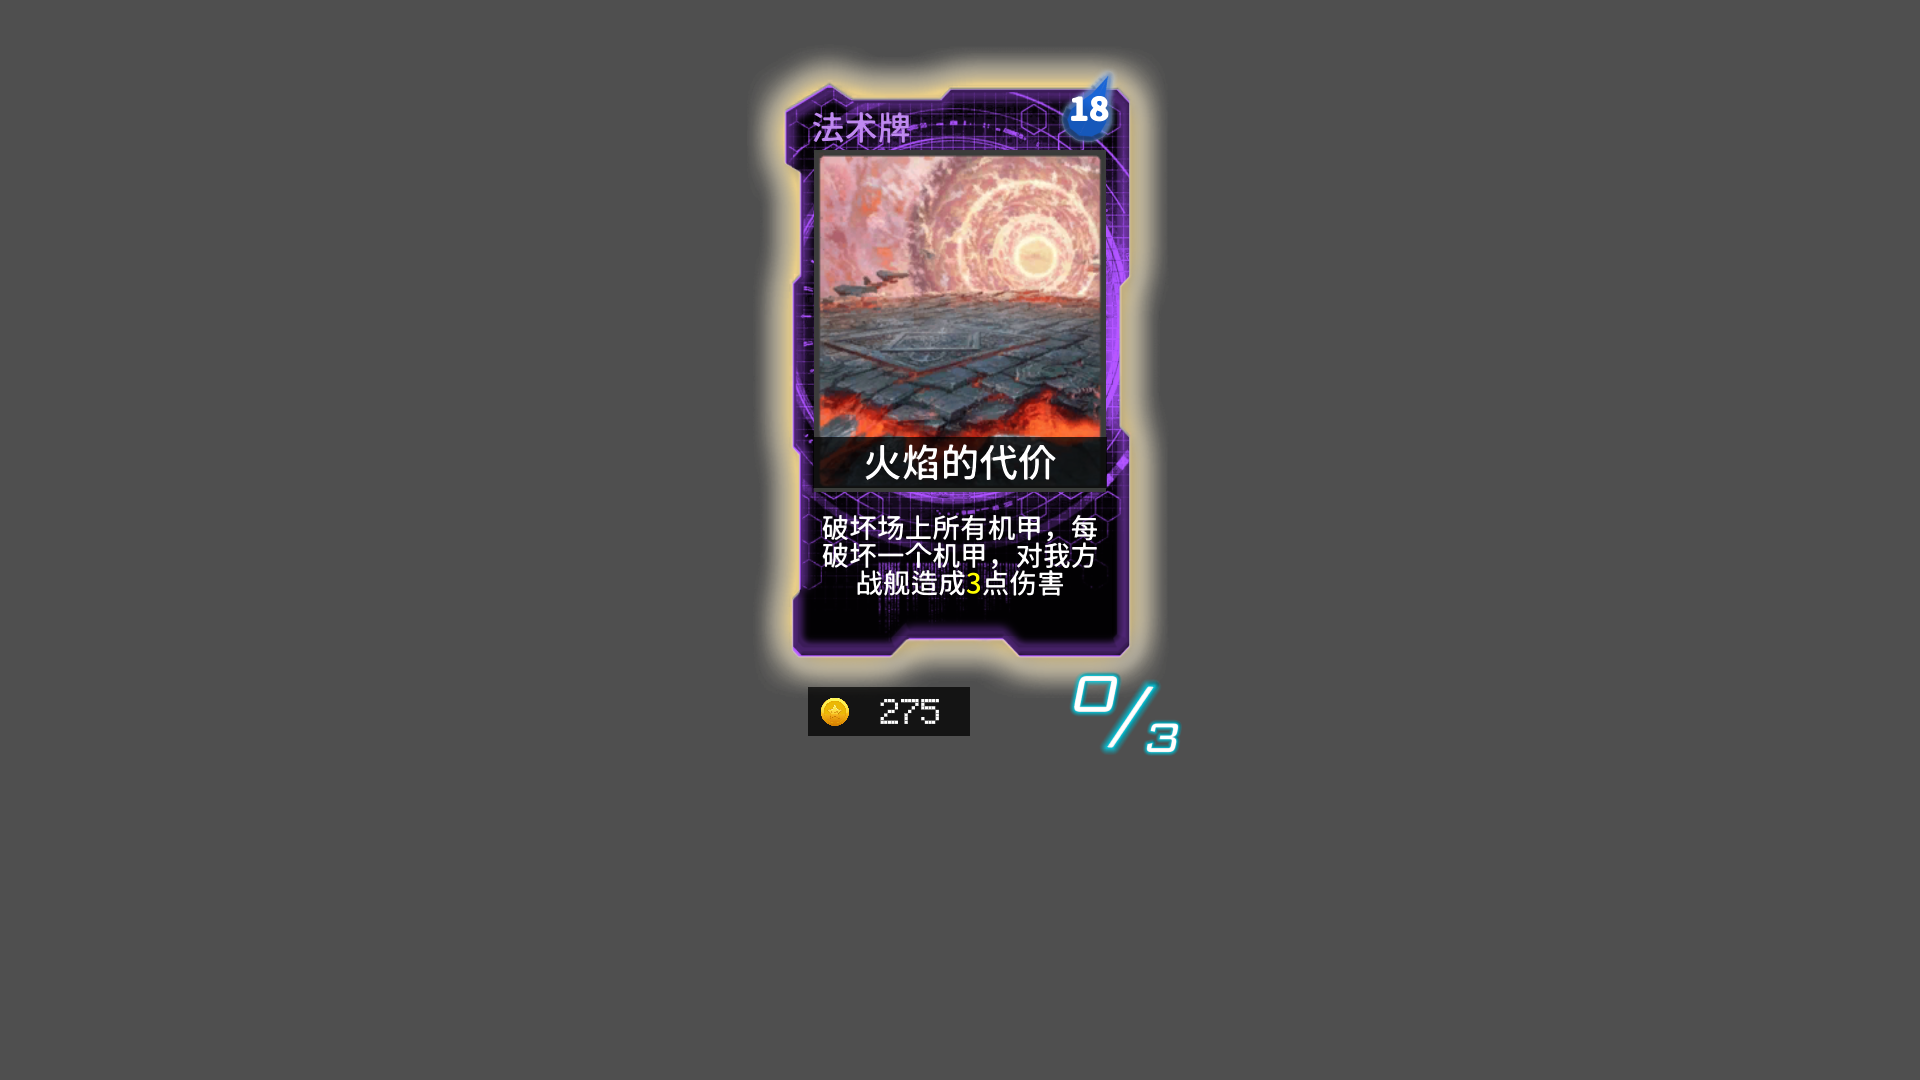 18
法术牌
火焰的代价
破坏场上所有机甲，每
破坏一个机甲，对我方
战舰造成3点伤害
275
0/3